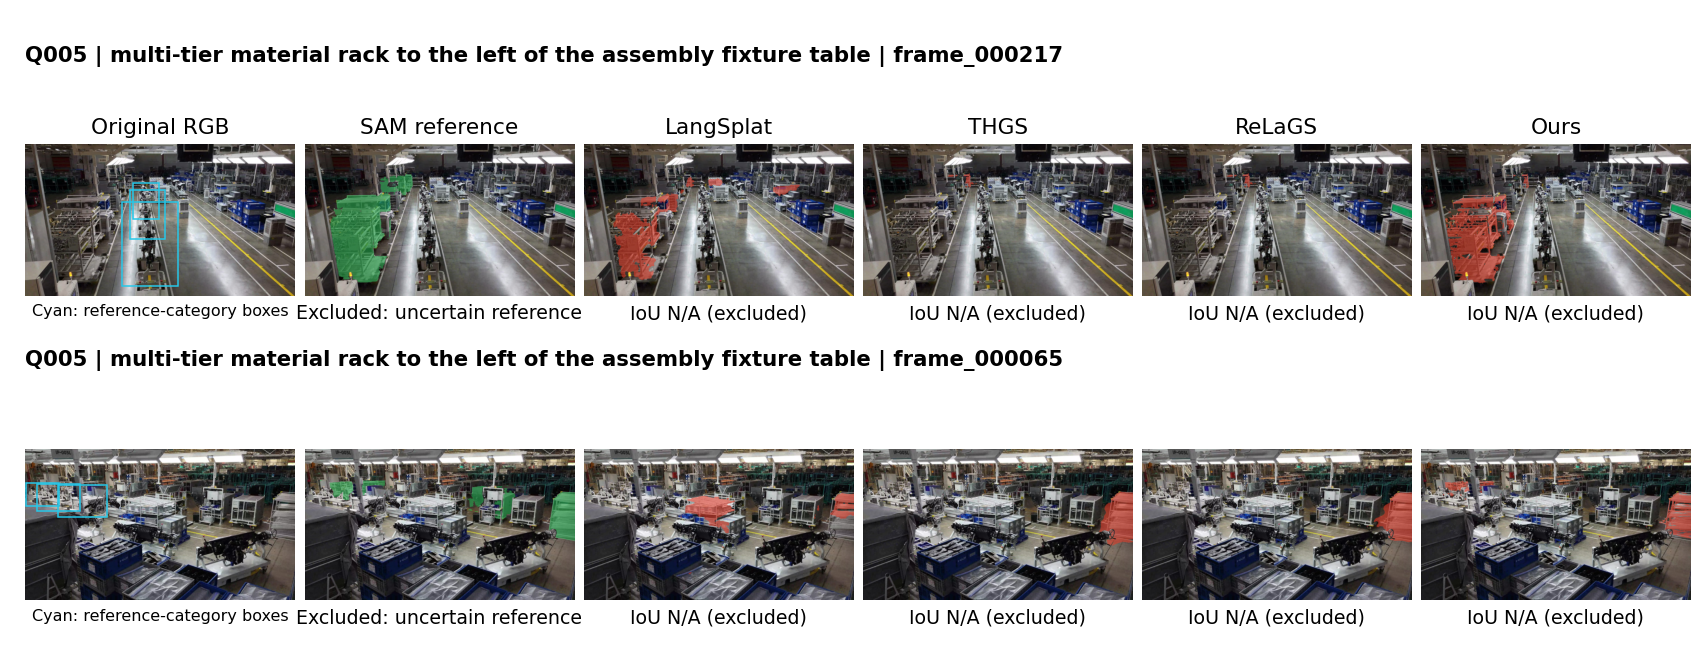 Q005 | multi-tier material rack to the left of the assembly fixture table | frame_000217
Original RGB SAM reference LangSplat THGS ReLaGS Ours
Cyan: reference-category boxes Excluded: uncertain reference IoU N/A (excluded) IoU N/A (excluded) IoU N/A (excluded) IoU N/A (excluded)
Q005 | multi-tier material rack to the left of the assembly fixture table | frame_000065
Cyan: reference-category boxes Excluded: uncertain reference IoU N/A (excluded) IoU N/A (excluded) IoU N/A (excluded) IoU N/A (excluded)